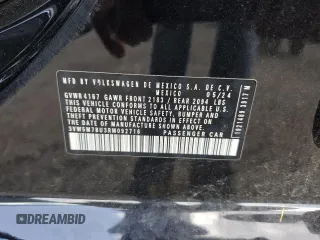 MFD BY VOLKSWAGEN DE MEXICO S.A. DE C.V.
MEXICO 05/24
GVWR 4167 GAWR FRONT 2183 / REAR 2094 LBS
THIS VEHICLE CONFORMS TO ALL APPLICABLE U.S.
FEDERAL MOTOR VEHICLE SAFETY, BUMPER AND
THEFT PREVENTION STANDARDS IN EFFECT ON
THE DATE OF MANUFACTURE SHOWN ABOVE
3VW5M7BU3RM092716 PASSENGER CAR
DREAMBID